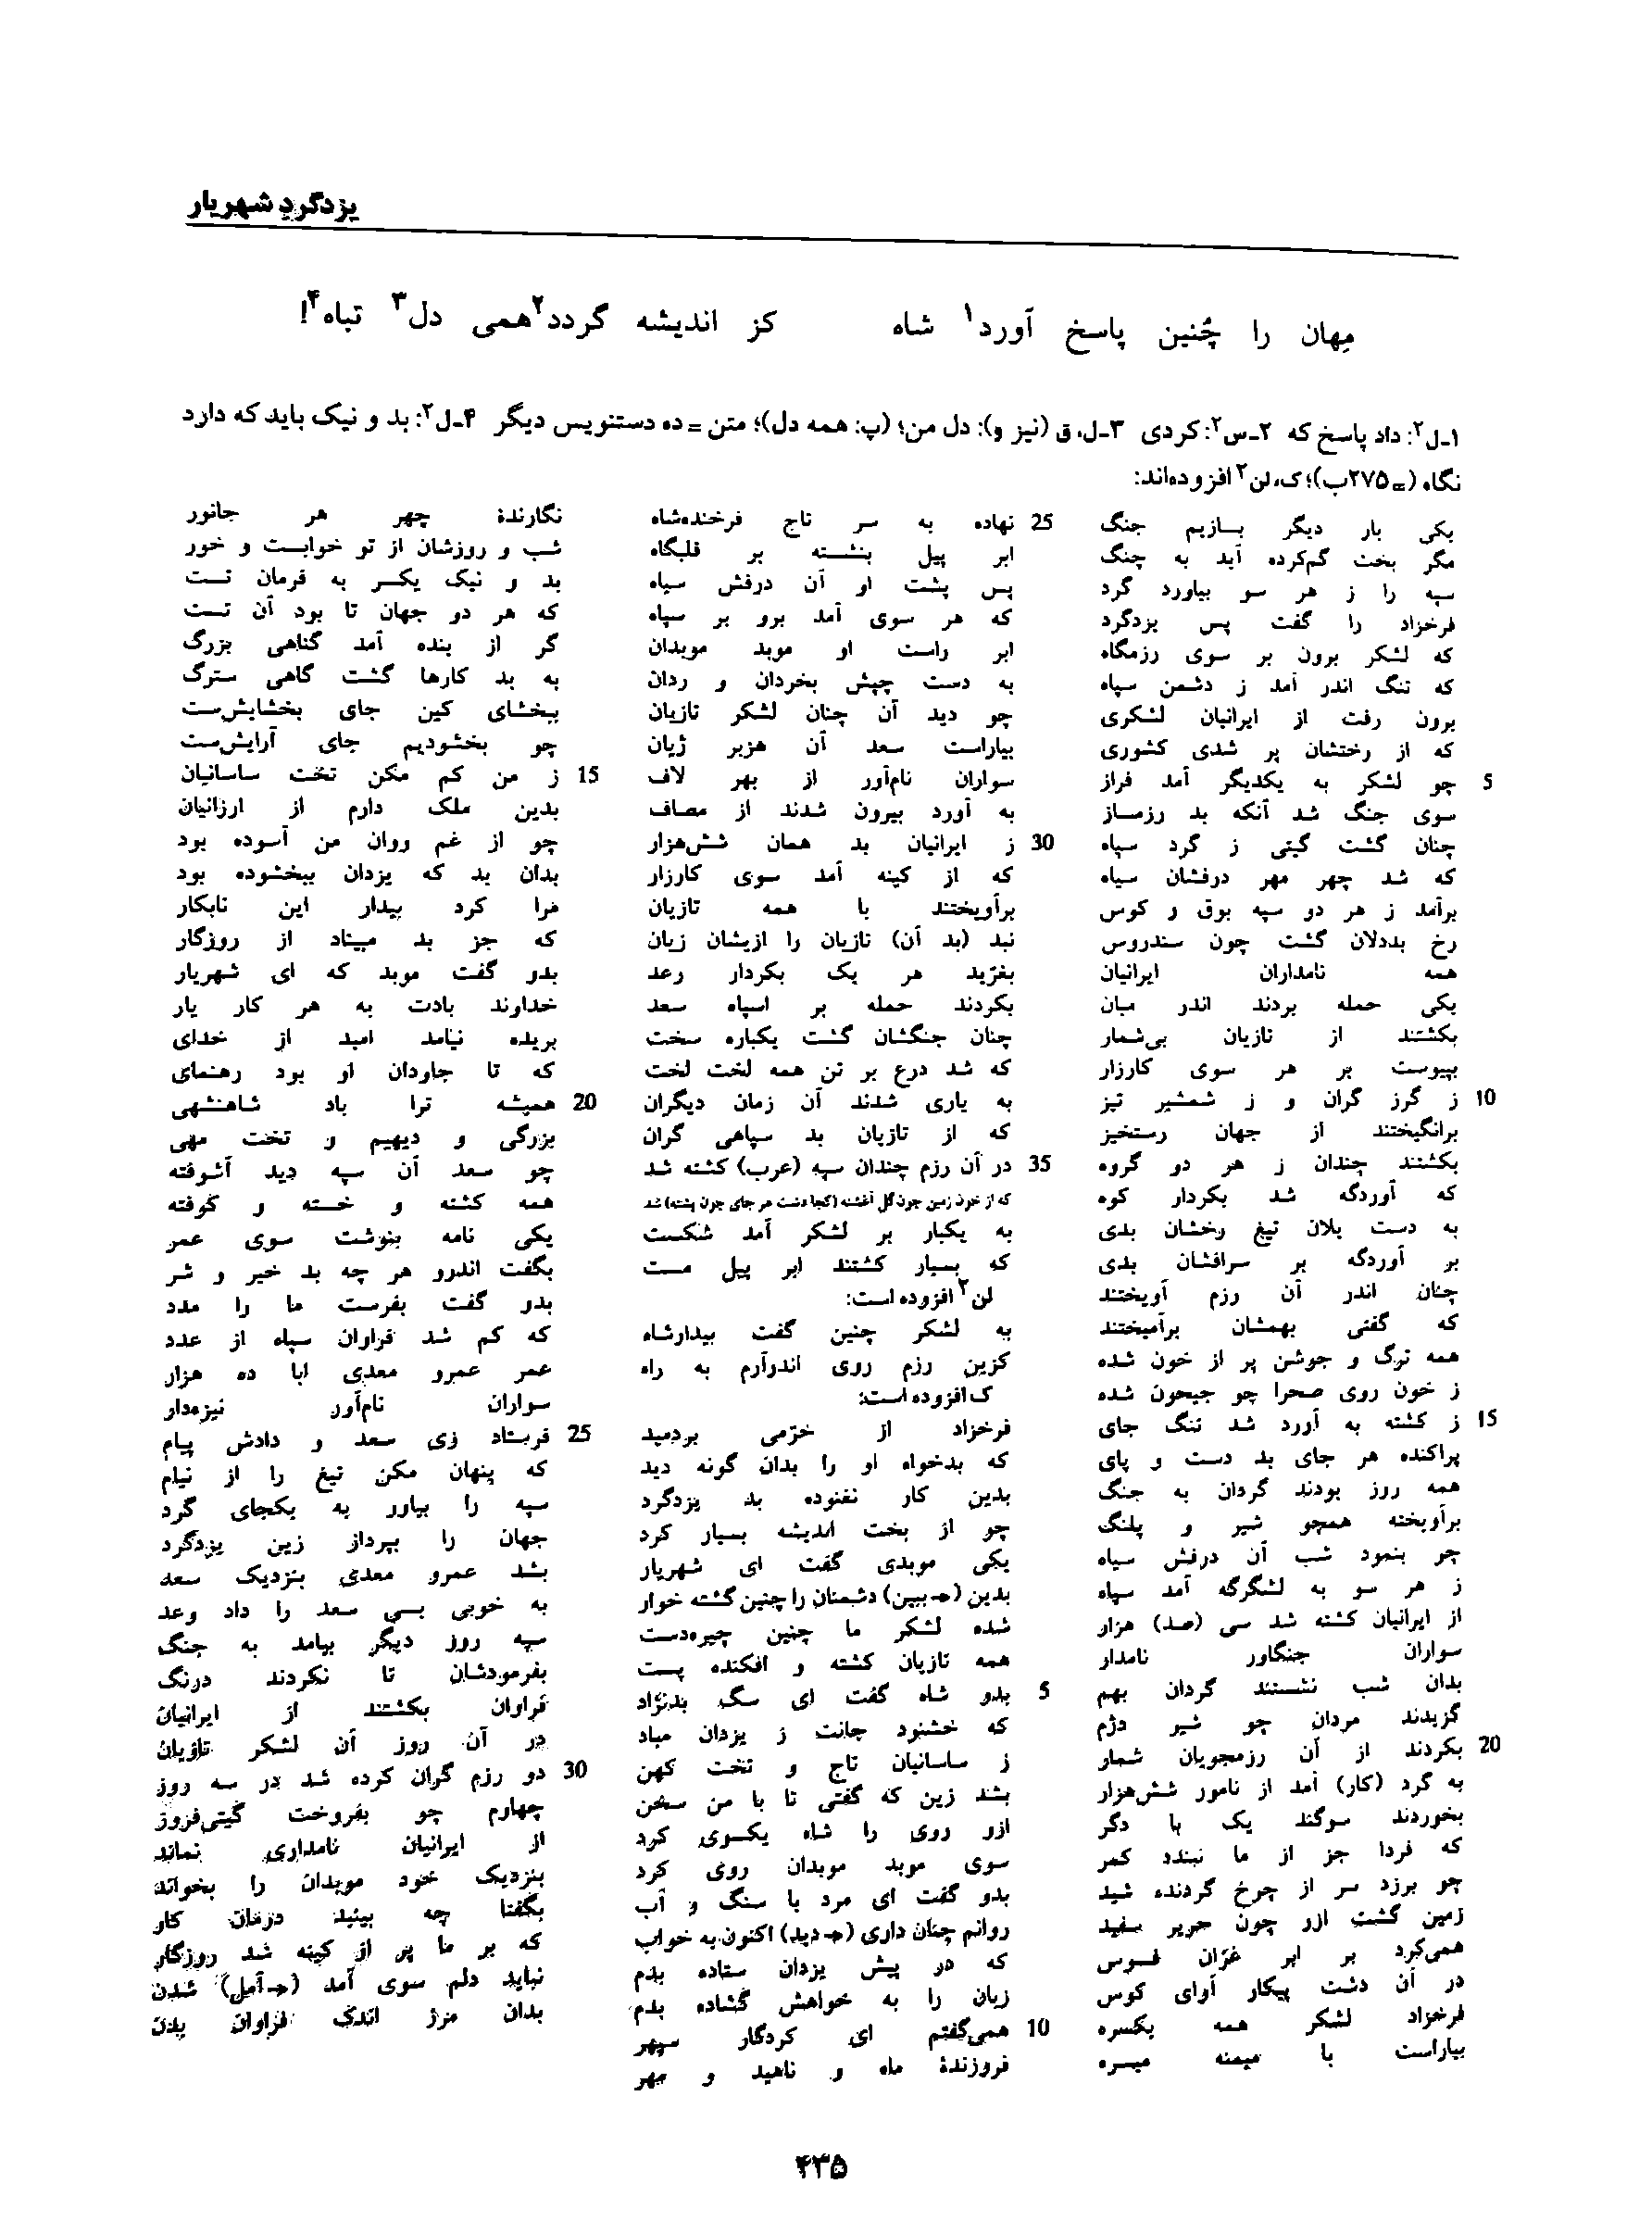 یزدگرد شهریار
مِهان را چُنین پاسخ آورد۱ شاه کز اندیشه گردد۲ همی دل۳ تباه۴!
۱-ل۲: داد پاسخ که ۲-س۲: کردی ۳-ل، ق (نیز و): دل من؛ (پ: همه دل)؛ متن = ده دستنویس دیگر ۴-ل۲: بد و نیک باید که دارد
نگاه (= ۲۷۵ب)؛ ک، لن۲ افزوده‌اند:
یکی بار دیگر بسازیم جنگ
مگر بخت گم‌کرده آید به چنگ
سپه را ز هر سو بیاورد گرد
فرخزاد را گفت پس یزدگرد
که لشکر برون بر سوی رزمگاه
که تنگ اندر آمد ز دشمن سپاه
برون رفت از ایرانیان لشکری
که از رختشان پر شدی کشوری
5 چو لشکر به یکدیگر آمد فراز
سوی جنگ شد آنکه بد رزمساز
چنان گشت گیتی ز گرد سپاه
که شد چهر مهر درفشان سیاه
برآمد ز هر دو سپه بوق و کوس
رخ بددلان گشت چون سندروس
همه نامداران ایرانیان
یکی حمله بردند اندر میان
بکشتند از تازیان بی‌شمار
بپیوست بر هر سوی کارزار
10 ز گرز گران و ز شمشیر تیز
برانگیختند از جهان رستخیز
بکشتند چندان ز هر دو گروه
که آوردگه شد بکردار کوه
به دست یلان تیغ رخشان بدی
بر آوردگه بر سرافشان بدی
چنان اندر آن رزم آویختند
که گفتی بهمشان برآمیختند
همه ترگ و جوشن پر از خون شده
ز خون روی صحرا چو جیحون شده
15 ز کشته به آورد شد تنگ جای
پراکنده هر جای بد دست و پای
همه روز بودند گردان به جنگ
برآویخته همچو شیر و پلنگ
چو بنمود شب آن درفش سیاه
ز هر سو به لشگرگه آمد سپاه
از ایرانیان کشته شد سی (صد) هزار
سواران جنگاور نامدار
بدان شب نشستند گردان بهم
گزیدند مردان چو شیر دژم
20 بکردند از آن رزمجویان شمار
به گرد (کار) آمد از نامور شش‌هزار
بخوردند سوگند یک با دگر
که فردا جز از ما نبندد کمر
چو برزد سر از چرخ گردنده شید
زمین گشت ازو چون حریر سفید
همی‌کرد بر ابر غرّان فسوس
در آن دشت پیکار آوای کوس
فرخزاد لشکر همه یکسره
بیاراست با میمنه میسره
25 نهاده به سر تاج فرخنده‌شاه
ابر پیل بنشسته بر قلبگاه
پس پشت او آن درفش سیاه
که هر سوی آمد برو بر سپاه
ابر راست او موبد موبدان
به دست چپش بخردان و ردان
چو دید آن چنان لشکر تازیان
بیاراست سعد آن هزبر ژیان
سواران نام‌آور از بهر لاف
به آورد بیرون شدند از مصاف
30 ز ایرانیان بد همان شش‌هزار
که از کینه آمد سوی کارزار
برآویختند با همه تازیان
نبد (بد آن) تازیان را ازیشان زیان
بغرّید هر یک بکردار رعد
بکردند حمله بر اسپاه سعد
چنان جنگشان گشت یکباره سخت
که شد درع بر تن همه لخت لخت
به یاری شدند آن زمان دیگران
که از تازیان بد سپاهی گران
35 در آن رزم چندان سپه (عرب) کشته شد
که از خون زمین چون گل آغشته (کجا دشت هر جای چون پشته) شد
به یکبار بر لشکر آمد شکست
که بسیار کشتند ابر پیل مست
لن۲ افزوده است:
به لشکر چنین گفت بیدارشاه
کزین رزم روی اندرآرم به راه
ک افزوده است:
فرخزاد از خرّمی بردمید
که بدخواه او را بدان گونه دید
بدین کار نغنوده بد یزدگرد
چو از بخت اندیشه بسیار کرد
یکی موبدی گفت ای شهریار
بدین (←ببین) دشمنان را چنین گشته خوار
شده لشکر ما چنین چیره‌دست
همه تازیان کشته و افکنده پست
5 بدو شاه گفت ای سگ بدنژاد
که خشنود جانت ز یزدان مباد
ز ساسانیان تاج و تخت کهن
بشد زین که گفتی تا با من سخن
ازو روی را شاه یکسوی کرد
سوی موبد موبدان روی کرد
بدو گفت ای مرد با سنگ و آب
روانم چنان داری (←دید) اکنون به خواب
که در پیش یزدان ستاده بدم
زبان را به خواهش گشاده بدم
10 همی‌گفتم ای کردگار سپهر
فروزندهٔ ماه و ناهید و مهر
نگارندهٔ چهر هر جانور
شب و روزشان از تو خوابست و خور
بد و نیک یکسر به فرمان تست
که هر دو جهان تا بود آن تست
گر از بنده آمد گناهی بزرگ
به بد کارها گشت گاهی سترگ
ببخشای کین جای بخشایش‌ست
چو بخشودیم جای آرایش‌ست
15 ز من کم مکن تخت ساسانیان
بدین ملک دارم از ارزانیان
چو از غم روان من آسوده بود
بدان بد که یزدان ببخشوده بود
مرا کرد بیدار این نابکار
که جز بد مبیناد از روزگار
بدو گفت موبد که ای شهریار
خداوند بادت به هر کار یار
بریده نیامد امید از خدای
که تا جاودان او بود رهنمای
20 همیشه ترا باد شاهنشهی
بزرگی و دیهیم و تخت مهی
چو سعد آن سپه دید آشوفته
همه کشته و خسته و کوفته
یکی نامه بنوشت سوی عمر
بگفت اندرو هر چه بد خیر و شر
بدو گفت بفرست ما را مدد
که کم شد فراوان سپاه از عدد
عمر عمرو معدی ابا ده هزار
سواران نام‌آور نیزه‌دار
25 فرستاد زی سعد و دادش پیام
که پنهان مکن تیغ را از نیام
سپه را بیاور به یکجای گرد
جهان را بپرداز زین یزدگرد
بشد عمرو معدی بنزدیک سعد
به خوبی بسی سعد را داد وعد
سپه روز دیگر بیامد به جنگ
بفرمودشان تا نکردند درنگ
فراوان بکشتند از ایرانیان
در آن روز آن لشکر تازیان
30 دو رزم گران کرده شد در سه روز
چهارم چو بفروخت گیتی‌فروز
از ایرانیان نامداری نماند
بنزدیک خود موبدان را بخواند
بگفتا چه بینید درمان کار
که بر ما پر از کینه شد روزگار
نباید دلم سوی آمد (←آمل) شدن
بدان مرز اندک فراوان بدن
۴۳۵